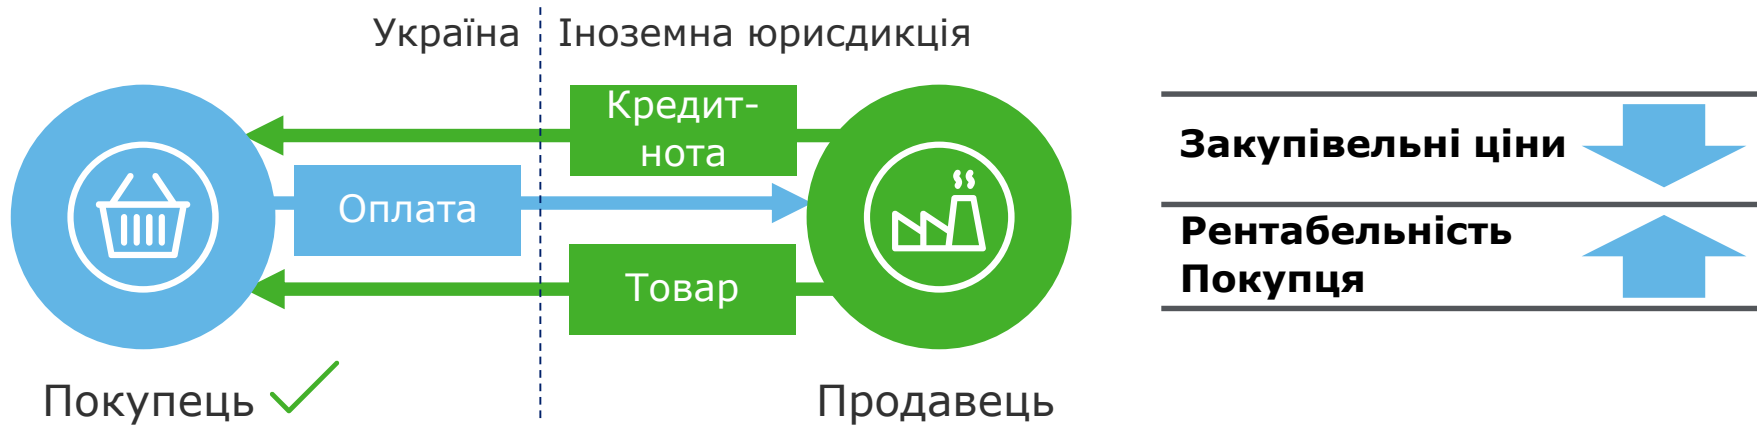 Україна
Іноземна юрисдикція
Кредит-
нота
Оплата
Товар
Покупець
Продавець
Закупівельні ціни
Рентабельність
Покупця